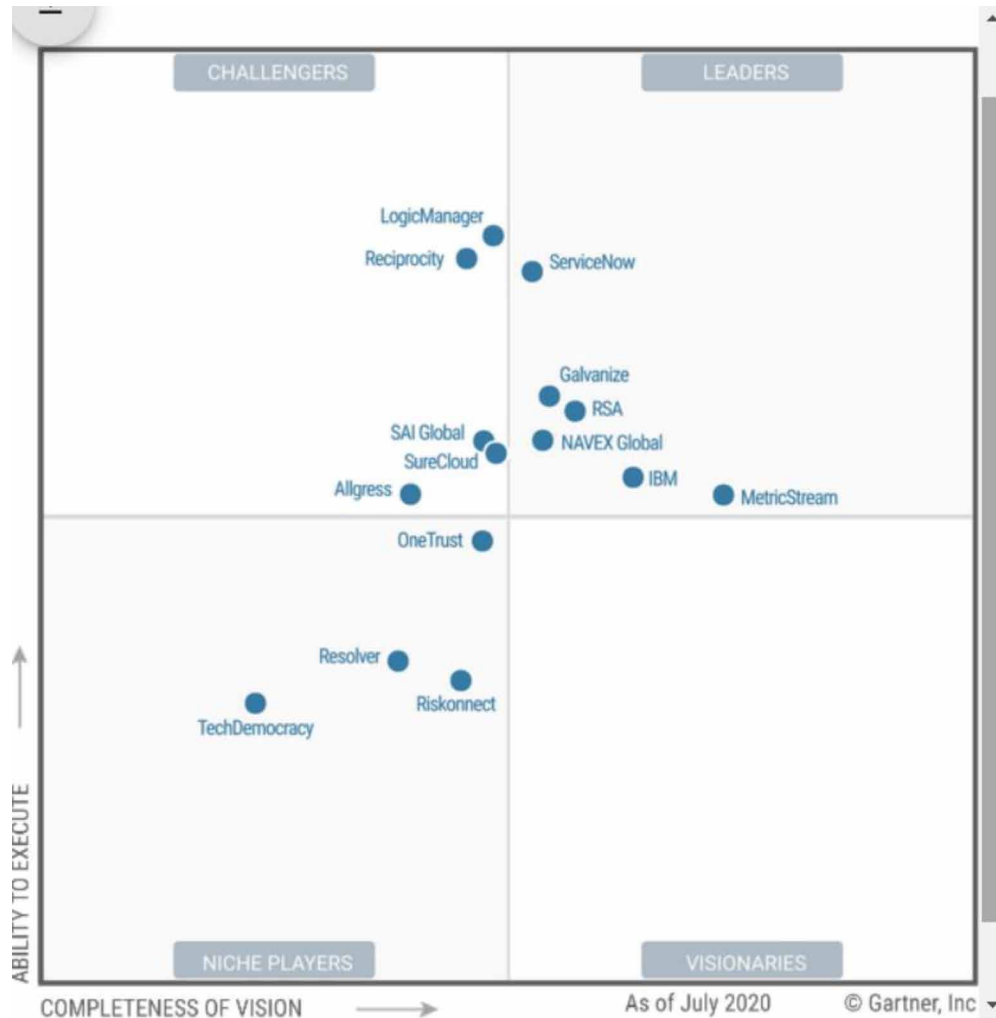 CHALLENGERS
LEADERS
LogicManager
Reciprocity
ServiceNow
Galvanize
RSA
SAI Global
NAVEX Global
SureCloud
IBM
Allgress
MetricStream
OneTrust
Resolver
Riskonnect
TechDemocracy
ABILITY TO EXECUTE
NICHE PLAYERS
VISIONARIES
COMPLETENESS OF VISION
As of July 2020
© Gartner, Inc